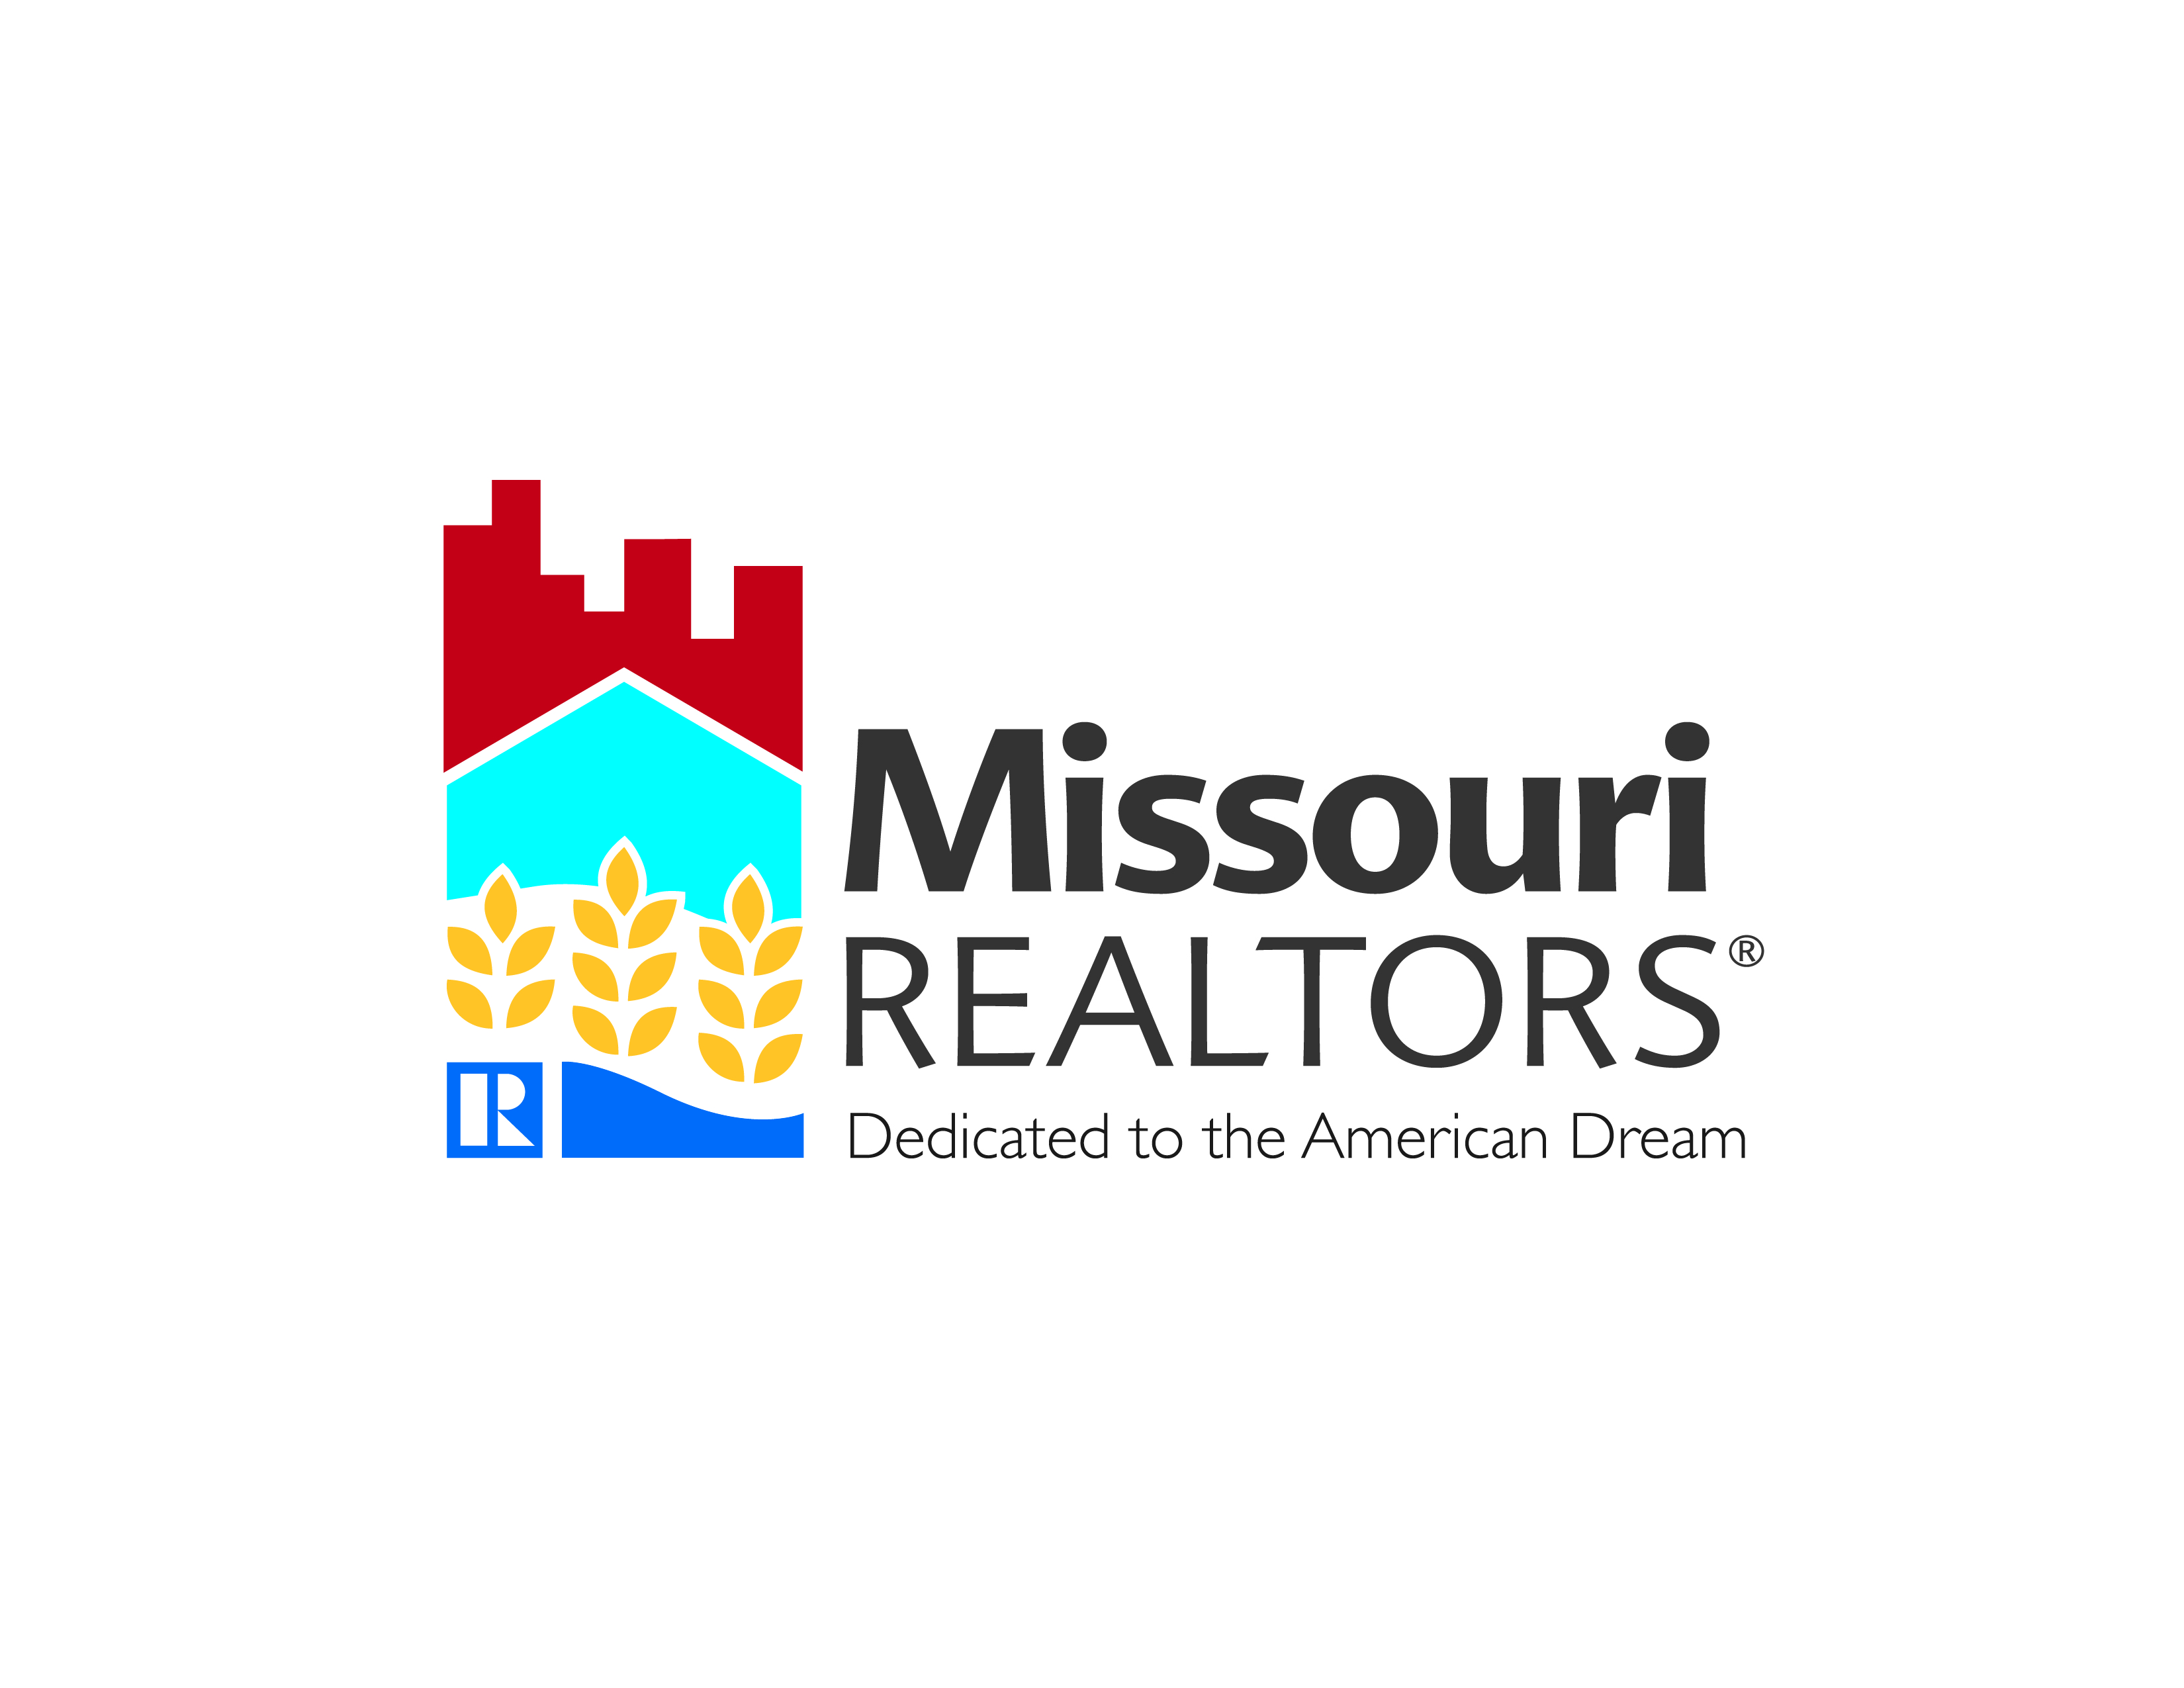 Missouri
REALTORS®
R
Dedicated to the American Dream